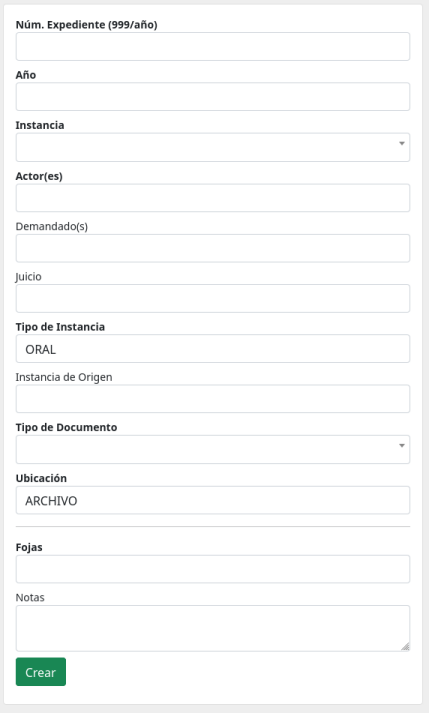 Núm. Expediente (999/año)
Año
Instancia
Actor(es)
Demandado(s)
Juicio
Tipo de Instancia
ORAL
Instancia de Origen
Tipo de Documento
Ubicación
ARCHIVO
Fojas
Notas
Crear